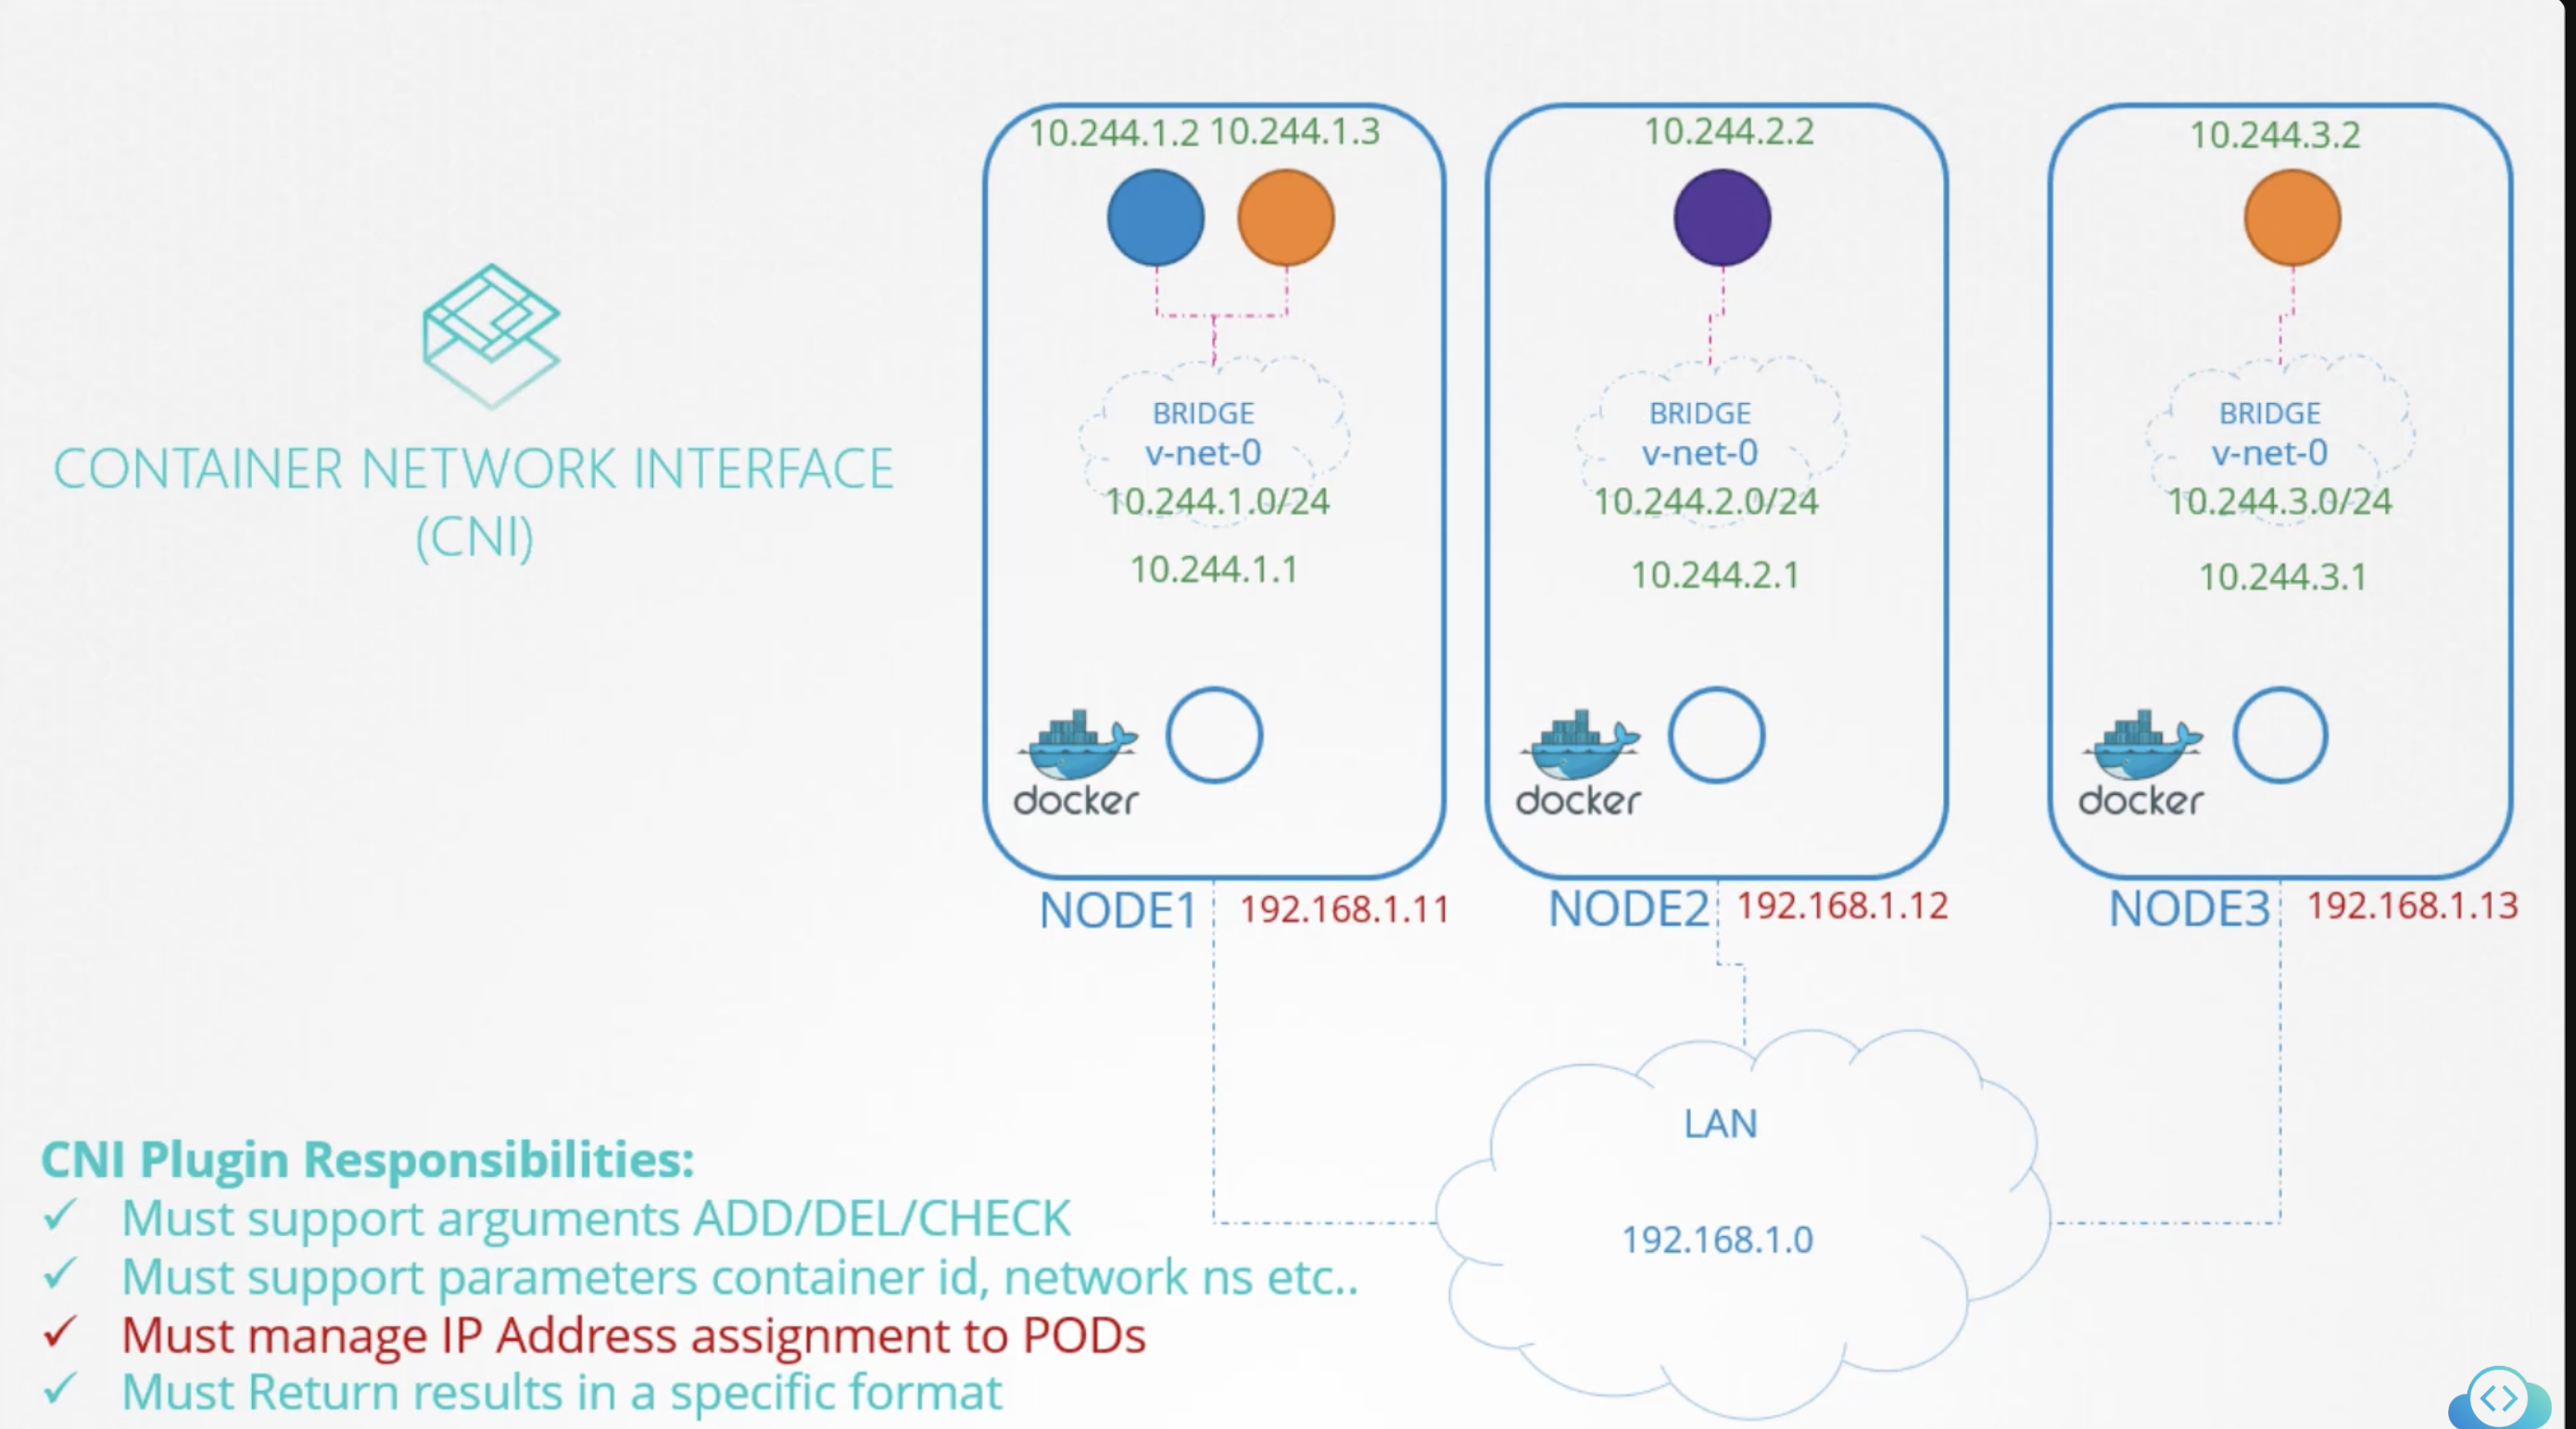 CONTAINER NETWORK INTERFACE
(CNI)
10.244.1.2 10.244.1.3
BRIDGE
v-net-0
10.244.1.0/24
10.244.1.1
docker
NODE1
192.168.1.11
10.244.2.2
BRIDGE
v-net-0
10.244.2.0/24
10.244.2.1
docker
NODE2
192.168.1.12
10.244.3.2
BRIDGE
v-net-0
10.244.3.0/24
10.244.3.1
docker
NODE3
192.168.1.13
LAN
192.168.1.0
CNI Plugin Responsibilities:
✓ Must support arguments ADD/DEL/CHECK
✓ Must support parameters container id, network ns etc..
✓ Must manage IP Address assignment to PODs
✓ Must Return results in a specific format